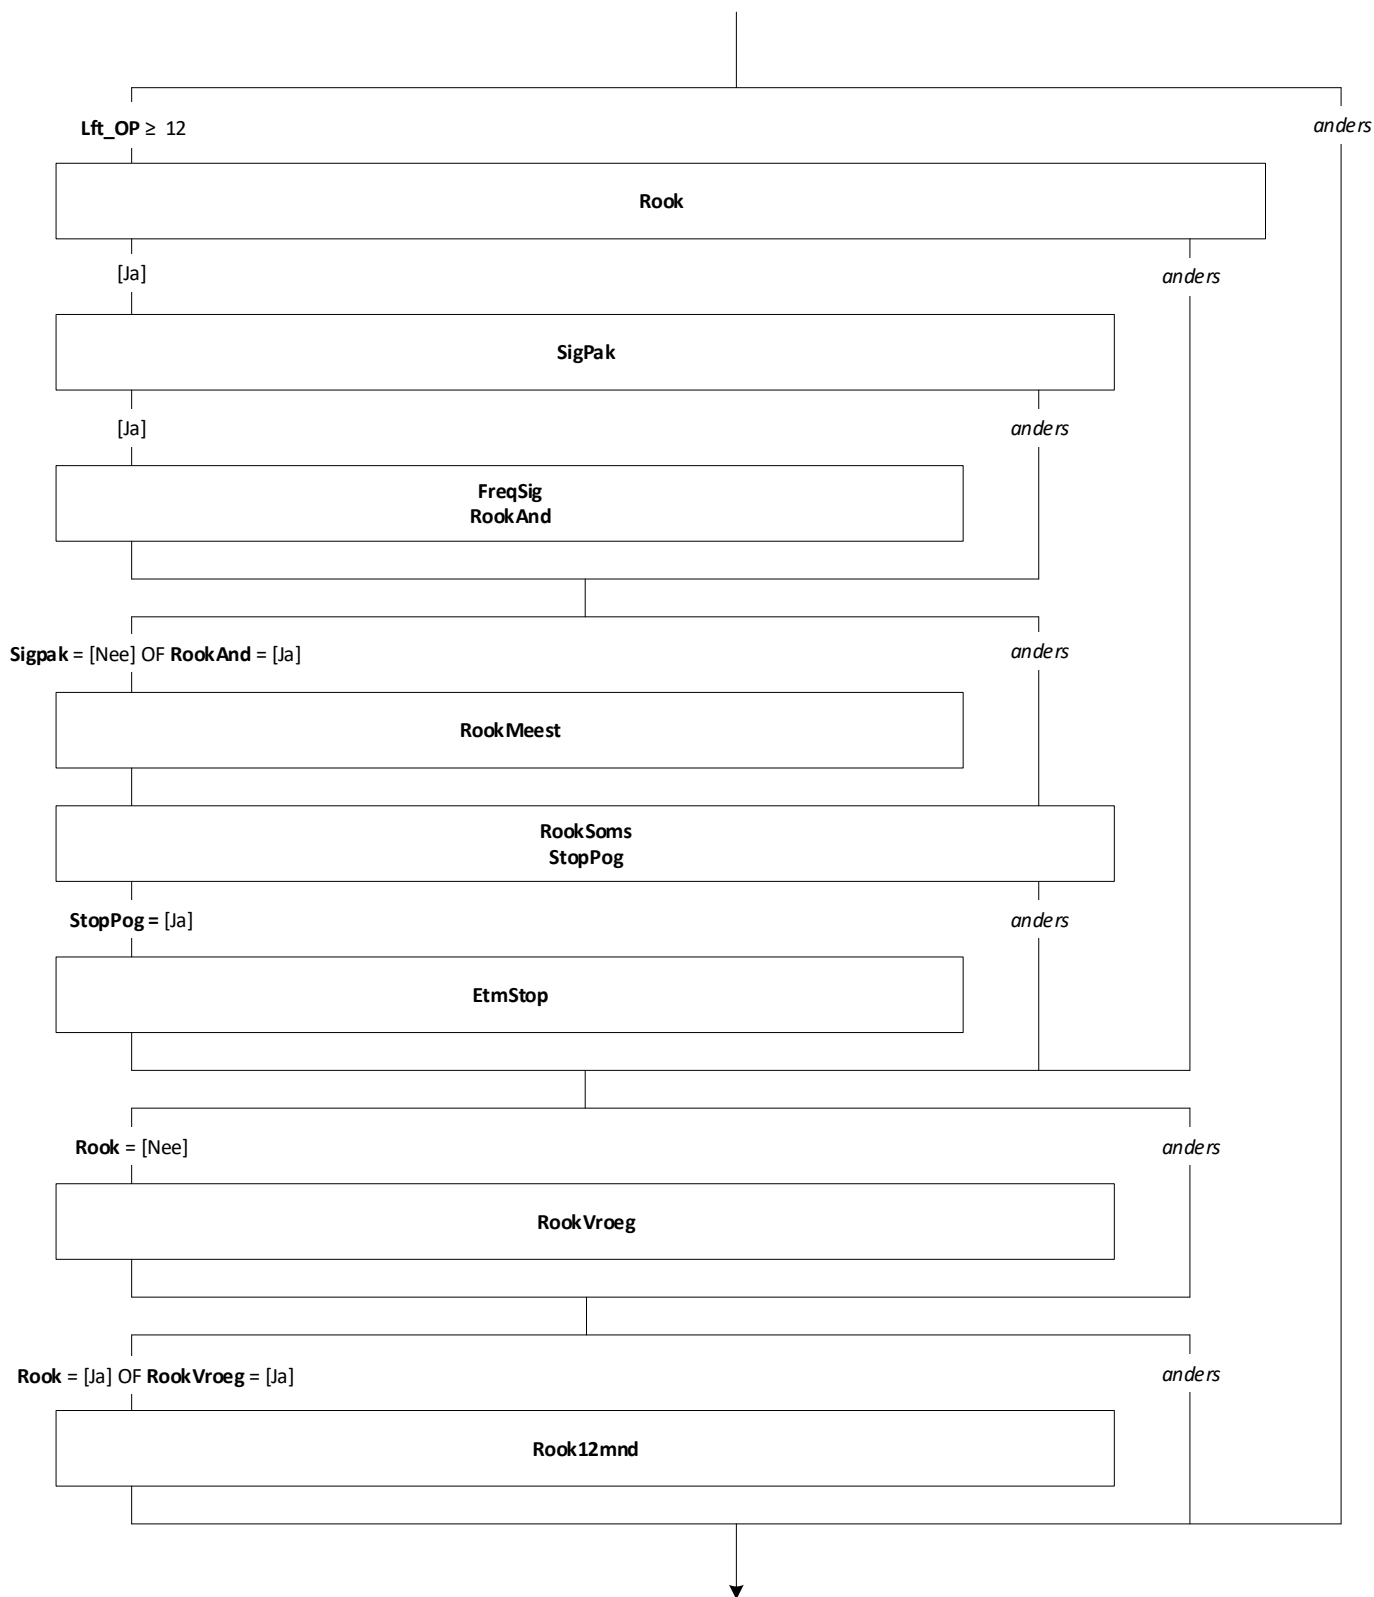 Lft_OP ≥ 12
anders
Rook
[Ja]
anders
SigPak
[Ja]
anders
FreqSig
RookAnd
Sigpak = [Nee] OF RookAnd = [Ja]
anders
RookMeest
RookSoms
StopPog
StopPog = [Ja]
anders
EtmStop
Rook = [Nee]
anders
RookVroeg
Rook = [Ja] OF RookVroeg = [Ja]
anders
Rook12mnd